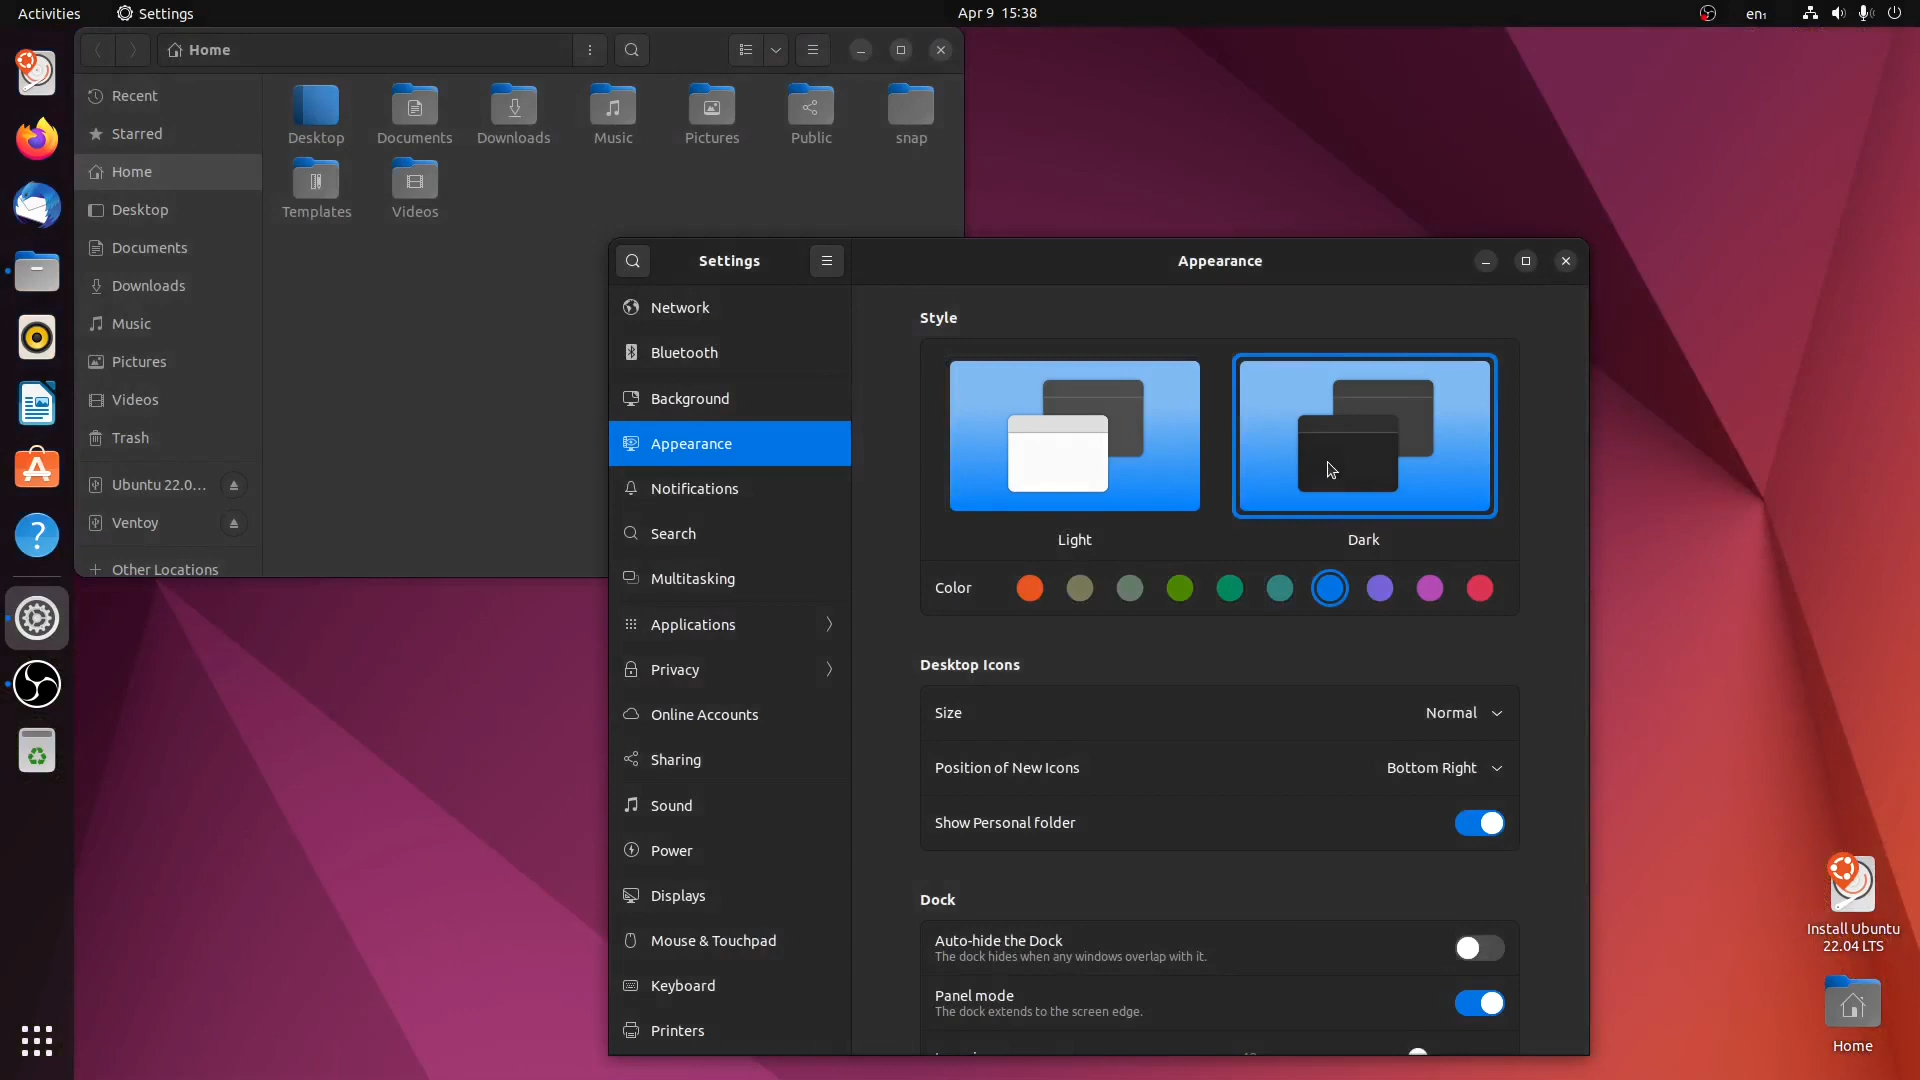 Activities
Settings
Apr 9 15:38
en₁
Home
Recent
Starred
Home
Desktop
Documents
Downloads
Music
Pictures
Videos
Trash
Ubuntu 22.0...
Ventoy
Other Locations
Desktop
Documents
Downloads
Music
Pictures
Public
snap
Templates
Videos
Settings
Appearance
Network
Bluetooth
Background
Appearance
Notifications
Search
Multitasking
Applications
Privacy
Online Accounts
Sharing
Sound
Power
Displays
Mouse & Touchpad
Keyboard
Printers
Style
Light
Dark
Color
Desktop Icons
Size
Normal
Position of New Icons
Bottom Right
Show Personal folder
Dock
Auto-hide the Dock
The dock hides when any windows overlap with it.
Panel mode
The dock extends to the screen edge.
Install Ubuntu
22.04 LTS
Home